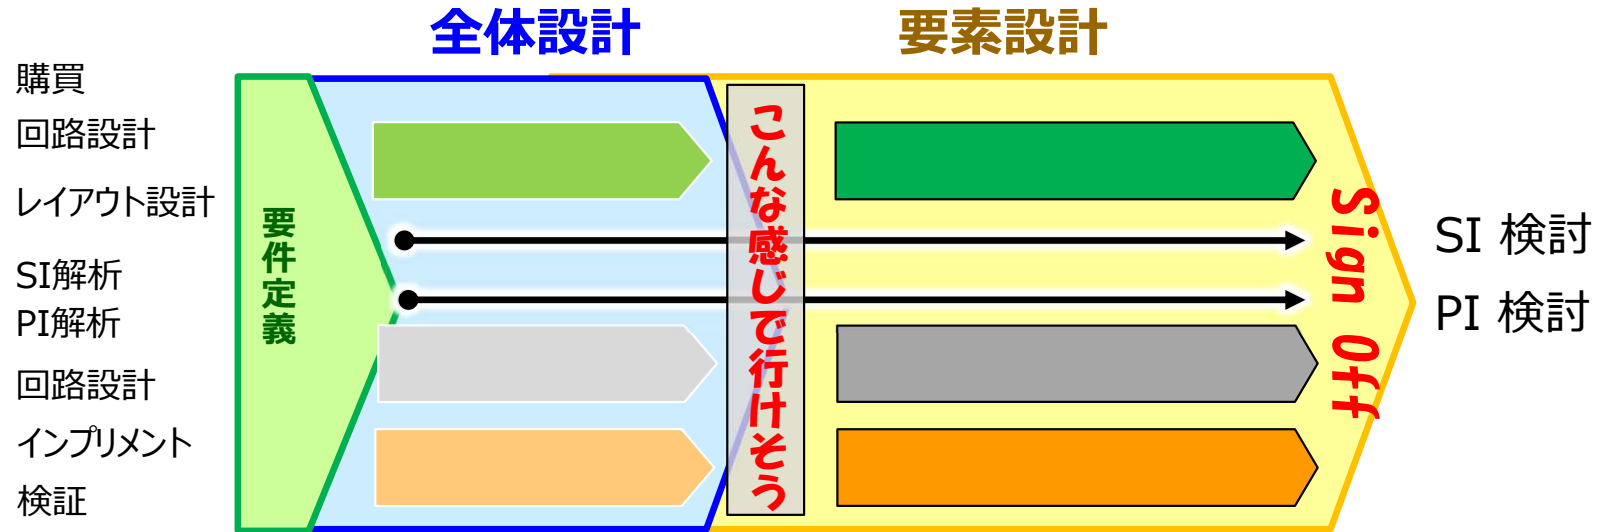 全体設計
要素設計
購買
回路設計
レイアウト設計
SI解析
PI解析
回路設計
インプリメント
検証
要件定義
こんな感じで行けそう
Sign Off
SI 検討
PI 検討